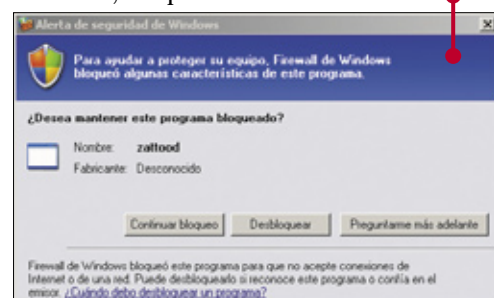 Alerta de seguridad de Windows
Para ayudar a proteger su equipo, Firewall de Windows
bloqueó algunas características de este programa.
¿Desea mantener este programa bloqueado?
Nombre: zattood
Fabricante: Desconocido
Continuar bloqueo Desbloquear Preguntarme más adelante
Firewall de Windows bloqueó este programa para que no acepte conexiones de
Internet o de una red. Puede desbloquearlo si reconoce este programa o confía en el
emisor. ¿Cuándo debo desbloquear un programa?